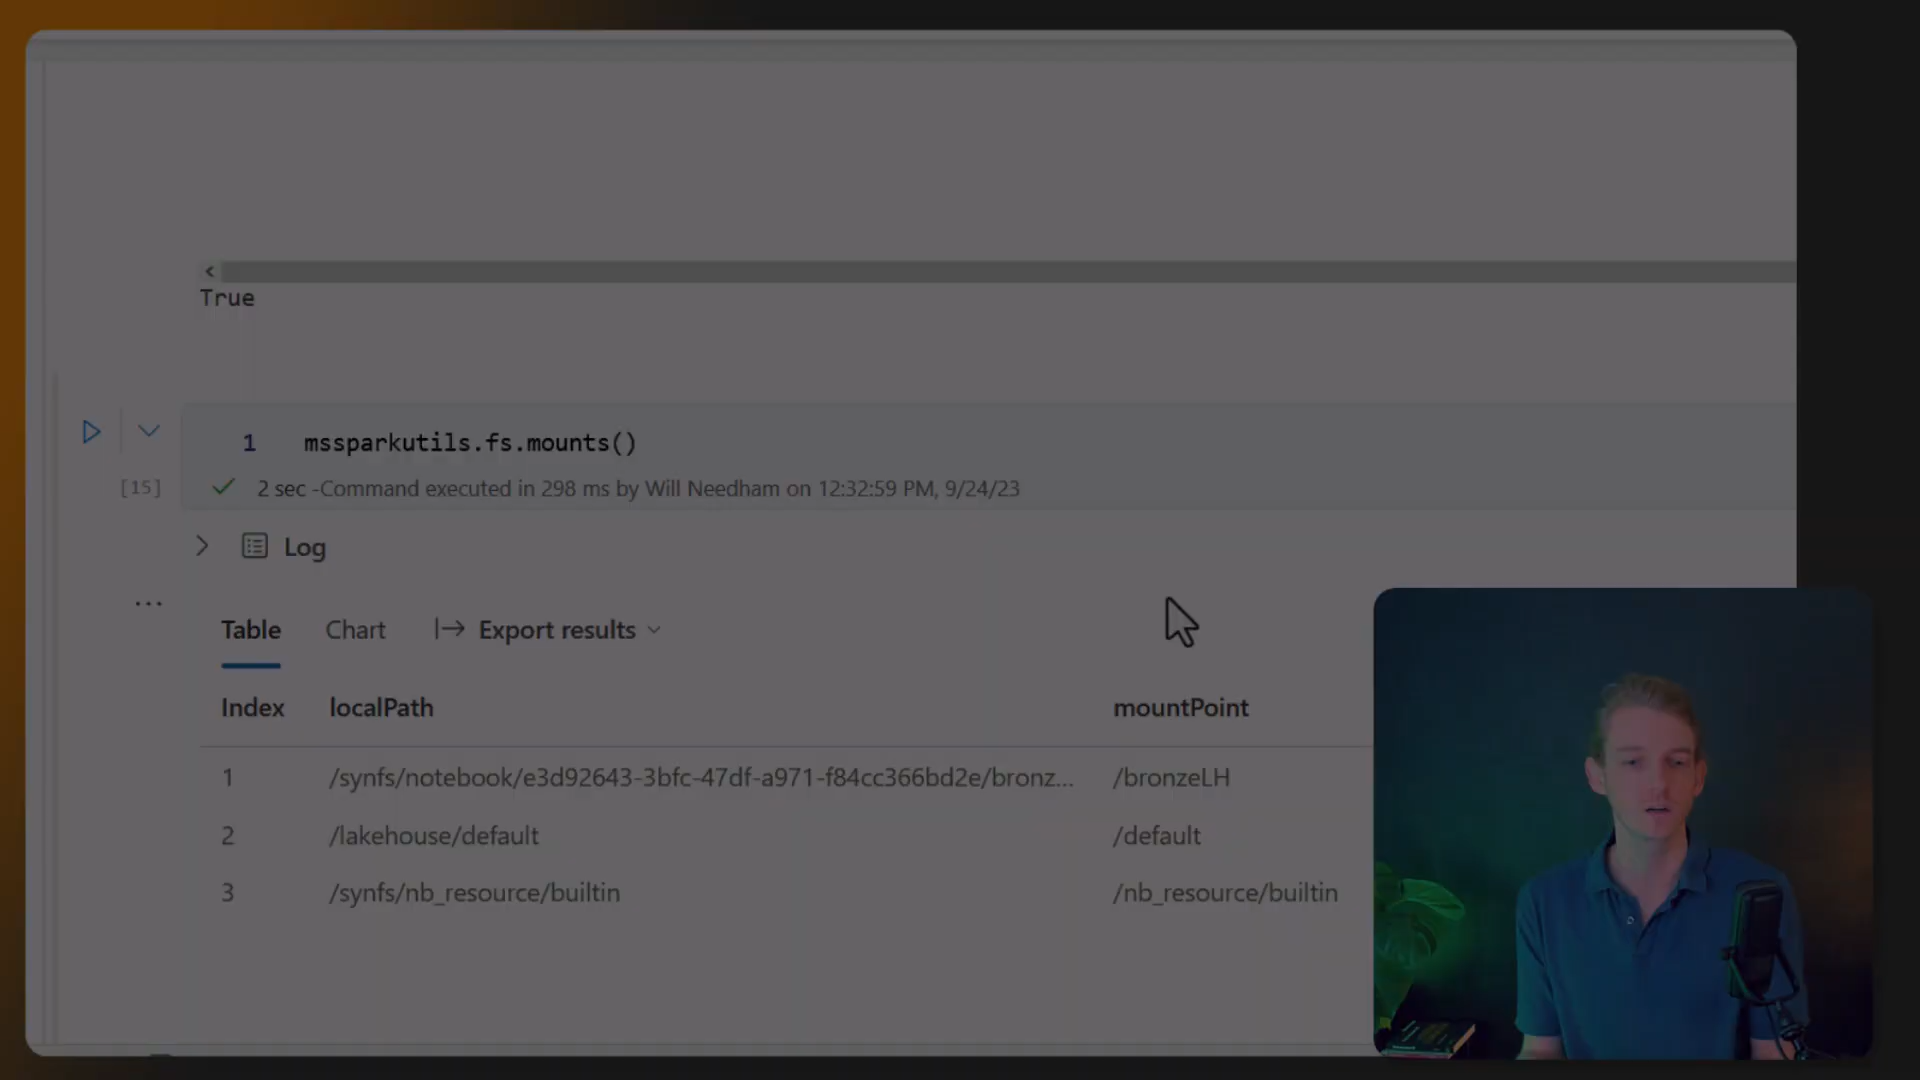 True
1 mssparkutils.fs.mounts()
[15] 2 sec -Command executed in 298 ms by Will Needham on 12:32:59 PM, 9/24/23
Log
Table Chart Export results
Index localPath mountPoint
1 /synfs/notebook/e3d92643-3bfc-47df-a971-f84cc366bd2e/bronz... /bronzeLH
2 /lakehouse/default /default
3 /synfs/nb_resource/builtin /nb_resource/builtin